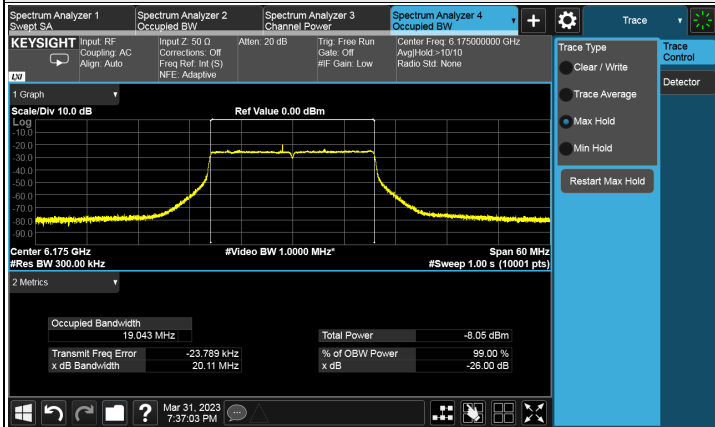 Spectrum Analyzer 1 Spectrum Analyzer 2 Spectrum Analyzer 3 Spectrum Analyzer 4
Swept SA Occupied BW Channel Power Occupied BW
+ Trace
KEYSIGHT
LXI
Input: RF
Coupling: AC
Align: Auto
Input Z: 50 Ω
Corrections: Off
Freq Ref: Int (S)
NFE: Adaptive
Atten: 20 dB
Trig: Free Run
Gate: Off
#IF Gain: Low
Center Freq: 6.175000000 GHz
Avg|Hold:>10/10
Radio Std: None
1 Graph
Scale/Div 10.0 dB Ref Value 0.00 dBm
Log
-10.0
-20.0
-30.0
-40.0
-50.0
-60.0
-70.0
-80.0
-90.0
Center 6.175 GHz #Video BW 1.0000 MHz* Span 60 MHz
#Res BW 300.00 kHz #Sweep 1.00 s (10001 pts)
2 Metrics
Occupied Bandwidth
19.043 MHz
Total Power -8.05 dBm
Transmit Freq Error -23.789 kHz % of OBW Power 99.00 %
x dB Bandwidth 20.11 MHz x dB -26.00 dB
Trace Type
Clear / Write
Trace Average
Max Hold
Min Hold
Restart Max Hold
Trace
Control
Detector
? Mar 31, 2023
7:37:03 PM